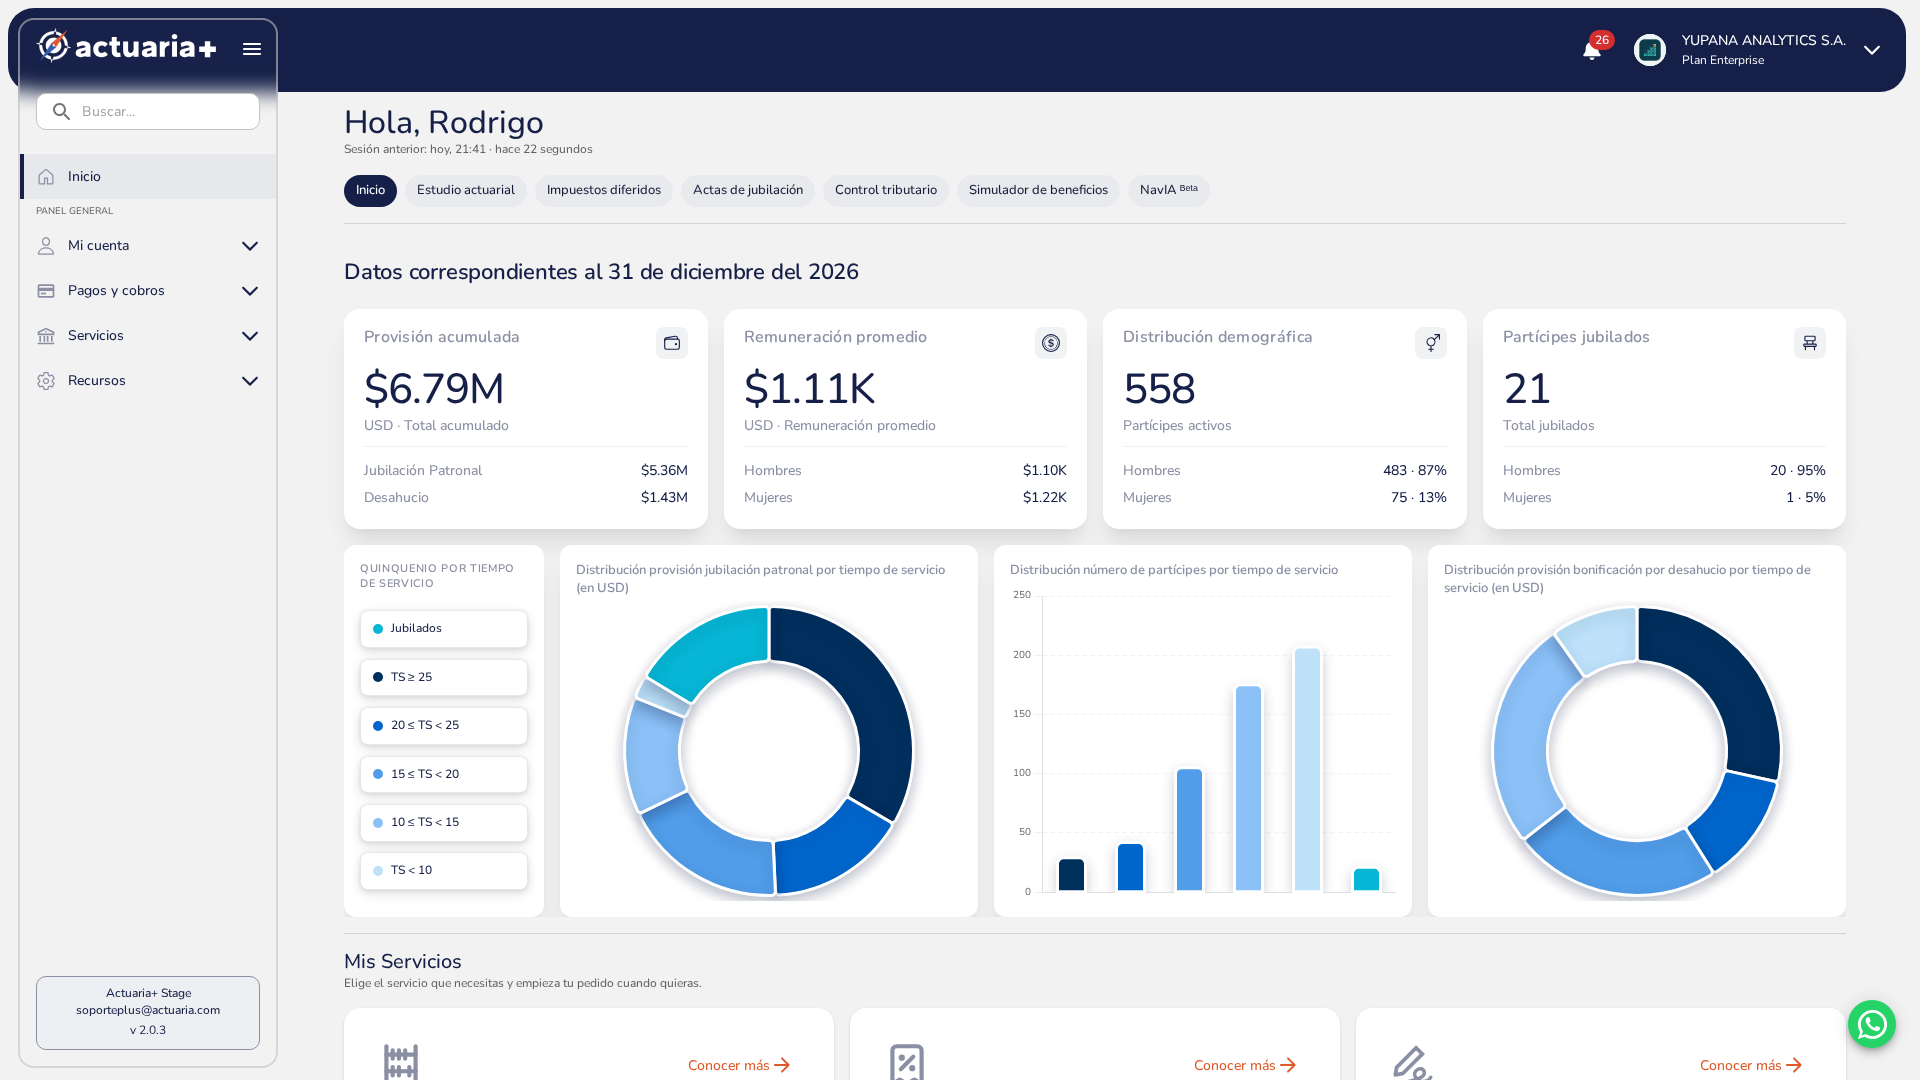 actuaria+
26
YUPANA ANALYTICS S.A.
Plan Enterprise
Buscar...
Inicio
PANEL GENERAL
Mi cuenta
Pagos y cobros
Servicios
Recursos
Actuaria+ Stage
soporteplus@actuaria.com
v 2.0.3
Hola, Rodrigo
Sesión anterior: hoy, 21:41 · hace 22 segundos
Inicio
Estudio actuarial
Impuestos diferidos
Actas de jubilación
Control tributario
Simulador de beneficios
NavIA Beta
Datos correspondientes al 31 de diciembre del 2026
Provisión acumulada
$6.79M
USD · Total acumulado
Jubilación Patronal $5.36M
Desahucio $1.43M
Remuneración promedio
$1.11K
USD · Remuneración promedio
Hombres $1.10K
Mujeres $1.22K
Distribución demográfica
558
Partícipes activos
Hombres 483 · 87%
Mujeres 75 · 13%
Partícipes jubilados
21
Total jubilados
Hombres 20 · 95%
Mujeres 1 · 5%
QUINQUENIO POR TIEMPO
DE SERVICIO
Jubilados
TS ≥ 25
20 ≤ TS < 25
15 ≤ TS < 20
10 ≤ TS < 15
TS < 10
Distribución provisión jubilación patronal por tiempo de servicio
(en USD)
Distribución número de partícipes por tiempo de servicio
250
200
150
100
50
0
Distribución provisión bonificación por desahucio por tiempo de
servicio (en USD)
Mis Servicios
Elige el servicio que necesitas y empieza tu pedido cuando quieras.
Conocer más
Conocer más
Conocer más